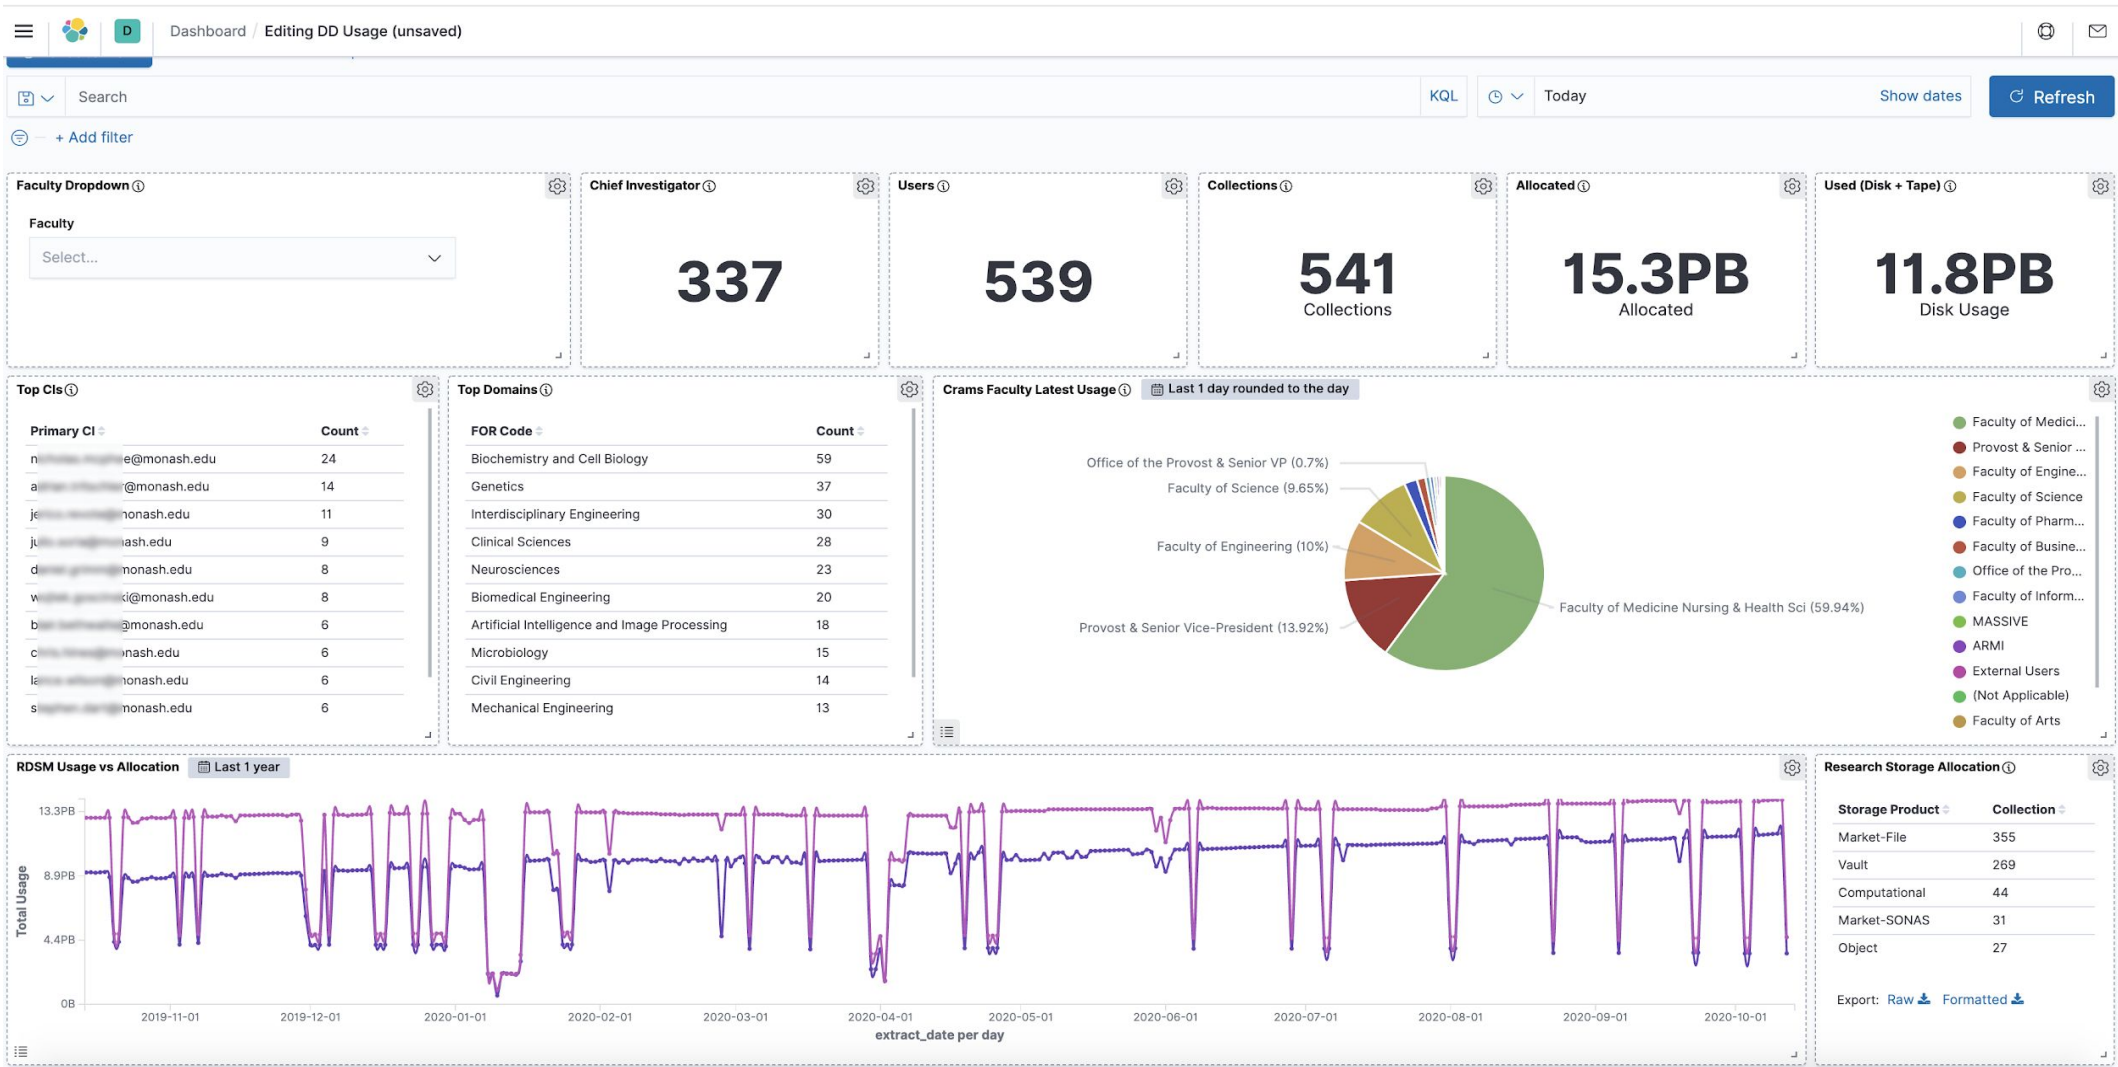 D Dashboard / Editing DD Usage (unsaved)
Search KQL Today Show dates Refresh
+ Add filter
Faculty Dropdown
Faculty
Select...
Chief Investigator
337
Users
539
Collections
541
Collections
Allocated
15.3PB
Allocated
Used (Disk + Tape)
11.8PB
Disk Usage
Top CIs
Primary CI Count
e@monash.edu 24
@monash.edu 14
11
9
8
ki@monash.edu 8
@monash.edu 6
6
6
6
Top Domains
FOR Code Count
Biochemistry and Cell Biology 59
Genetics 37
Interdisciplinary Engineering 30
Clinical Sciences 28
Neurosciences 23
Biomedical Engineering 20
Artificial Intelligence and Image Processing 18
Microbiology 15
Civil Engineering 14
Mechanical Engineering 13
Crams Faculty Latest Usage Last 1 day rounded to the day
Office of the Provost & Senior VP (0.7%)
Faculty of Science (9.65%)
Faculty of Engineering (10%)
Faculty of Medicine Nursing & Health Sci (59.94%)
Provost & Senior Vice-President (13.92%)
Faculty of Medici...
Provost & Senior ...
Faculty of Engine...
Faculty of Science
Faculty of Pharm...
Faculty of Busine...
Office of the Pro...
Faculty of Inform...
MASSIVE
ARMI
External Users
(Not Applicable)
Faculty of Arts
RDSM Usage vs Allocation Last 1 year
Total Usage
13.3PB
8.9PB
4.4PB
0B
2019-11-01 2019-12-01 2020-01-01 2020-02-01 2020-03-01 2020-04-01 2020-05-01 2020-06-01 2020-07-01 2020-08-01 2020-09-01 2020-10-01
extract_date per day
Research Storage Allocation
Storage Product Collection
Market-File 355
Vault 269
Computational 44
Market-SONAS 31
Object 27
Export: Raw Formatted